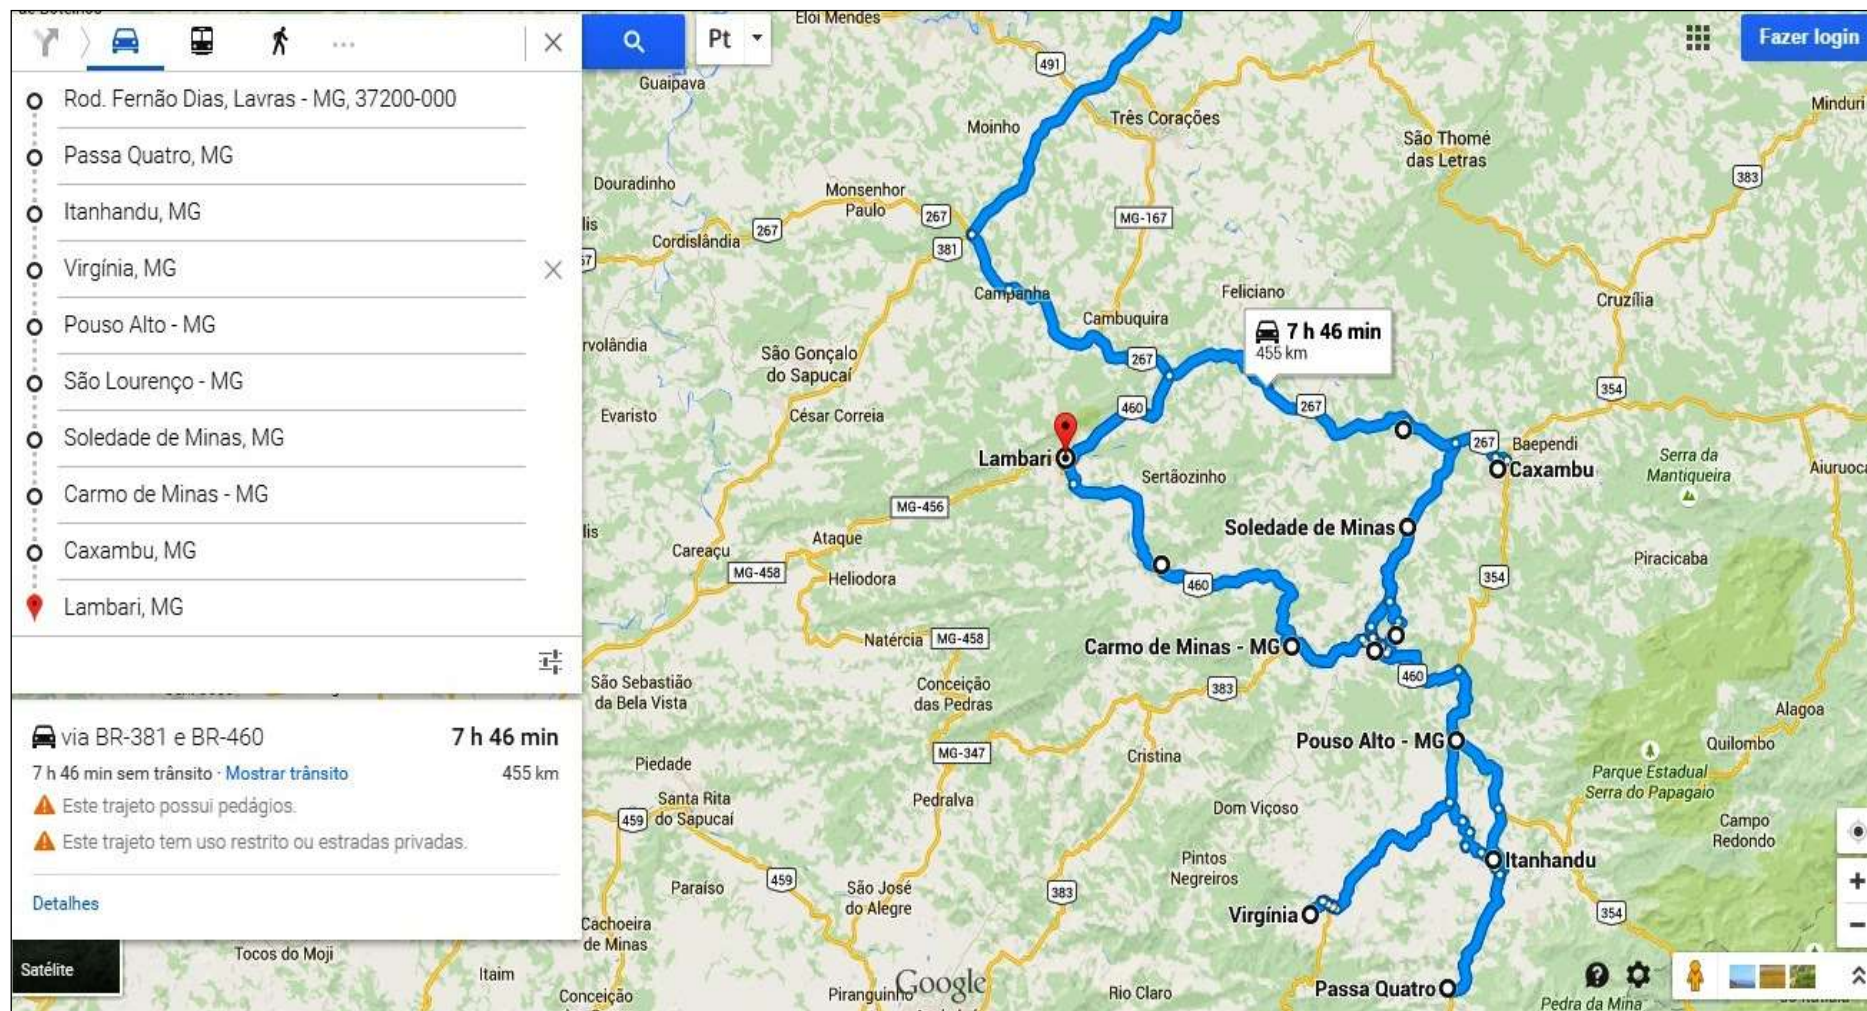 Pt
Fazer login
Rod. Fernão Dias, Lavras - MG, 37200-000
Passa Quatro, MG
Itanhandu, MG
Virgínia, MG
Pouso Alto - MG
São Lourenço - MG
Soledade de Minas, MG
Carmo de Minas - MG
Caxambu, MG
Lambari, MG
via BR-381 e BR-460
7 h 46 min
7 h 46 min sem trânsito · Mostrar trânsito
455 km
Este trajeto possui pedágios.
Este trajeto tem uso restrito ou estradas privadas.
Detalhes
Satélite
Elói Mendes
491
Guaipava
Moinho
Três Corações
Minduri
São Thomé
das Letras
383
Douradinho
Monsenhor
Paulo
267
MG-167
267
Cordislândia
381
Campanha
Feliciano
Cruzília
Cambuquira
7 h 46 min
455 km
São Gonçalo
do Sapucaí
267
354
Evaristo
César Correia
460
267
267
Baependi
Lambari
Caxambu
Serra da
Mantiqueira
Sertãozinho
MG-456
Soledade de Minas
Ataque
Careaçu
Piracicaba
MG-458
Heliodora
460
354
Natércia
MG-458
Carmo de Minas - MG
São Sebastião
da Bela Vista
Conceição
das Pedras
383
460
Alagoa
Pouso Alto - MG
Quilombo
MG-347
Cristina
Piedade
Parque Estadual
Serra do Papagaio
Santa Rita
do Sapucaí
459
Pedralva
Dom Viçoso
Campo
Redondo
Pintos
Negreiros
Itanhandu
Paraíso
459
São José
do Alegre
383
Virgínia
354
Cachoeira
de Minas
Tocos do Moji
Itaim
Conceição
Piranguinho
Google
Rio Claro
Passa Quatro
Pedra da Mina